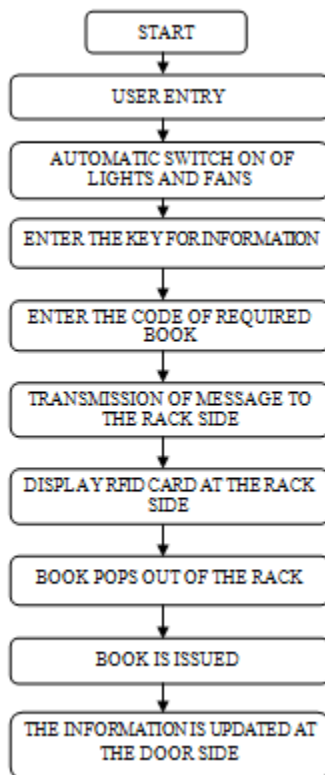 START
USER ENTRY
AUTOMATIC SWITCH ON OF
LIGHTS AND FANS
ENTER THE KEY FOR INFORMATION
ENTER THE CODE OF REQUIRED
BOOK
TRANSMISSION OF MESSAGE TO
THE RACK SIDE
DISPLAY RFID CARD AT THE RACK
SIDE
BOOK POPS OUT OF THE RACK
BOOK IS ISSUED
THE INFORMATION IS UPDATED AT
THE DOOR SIDE